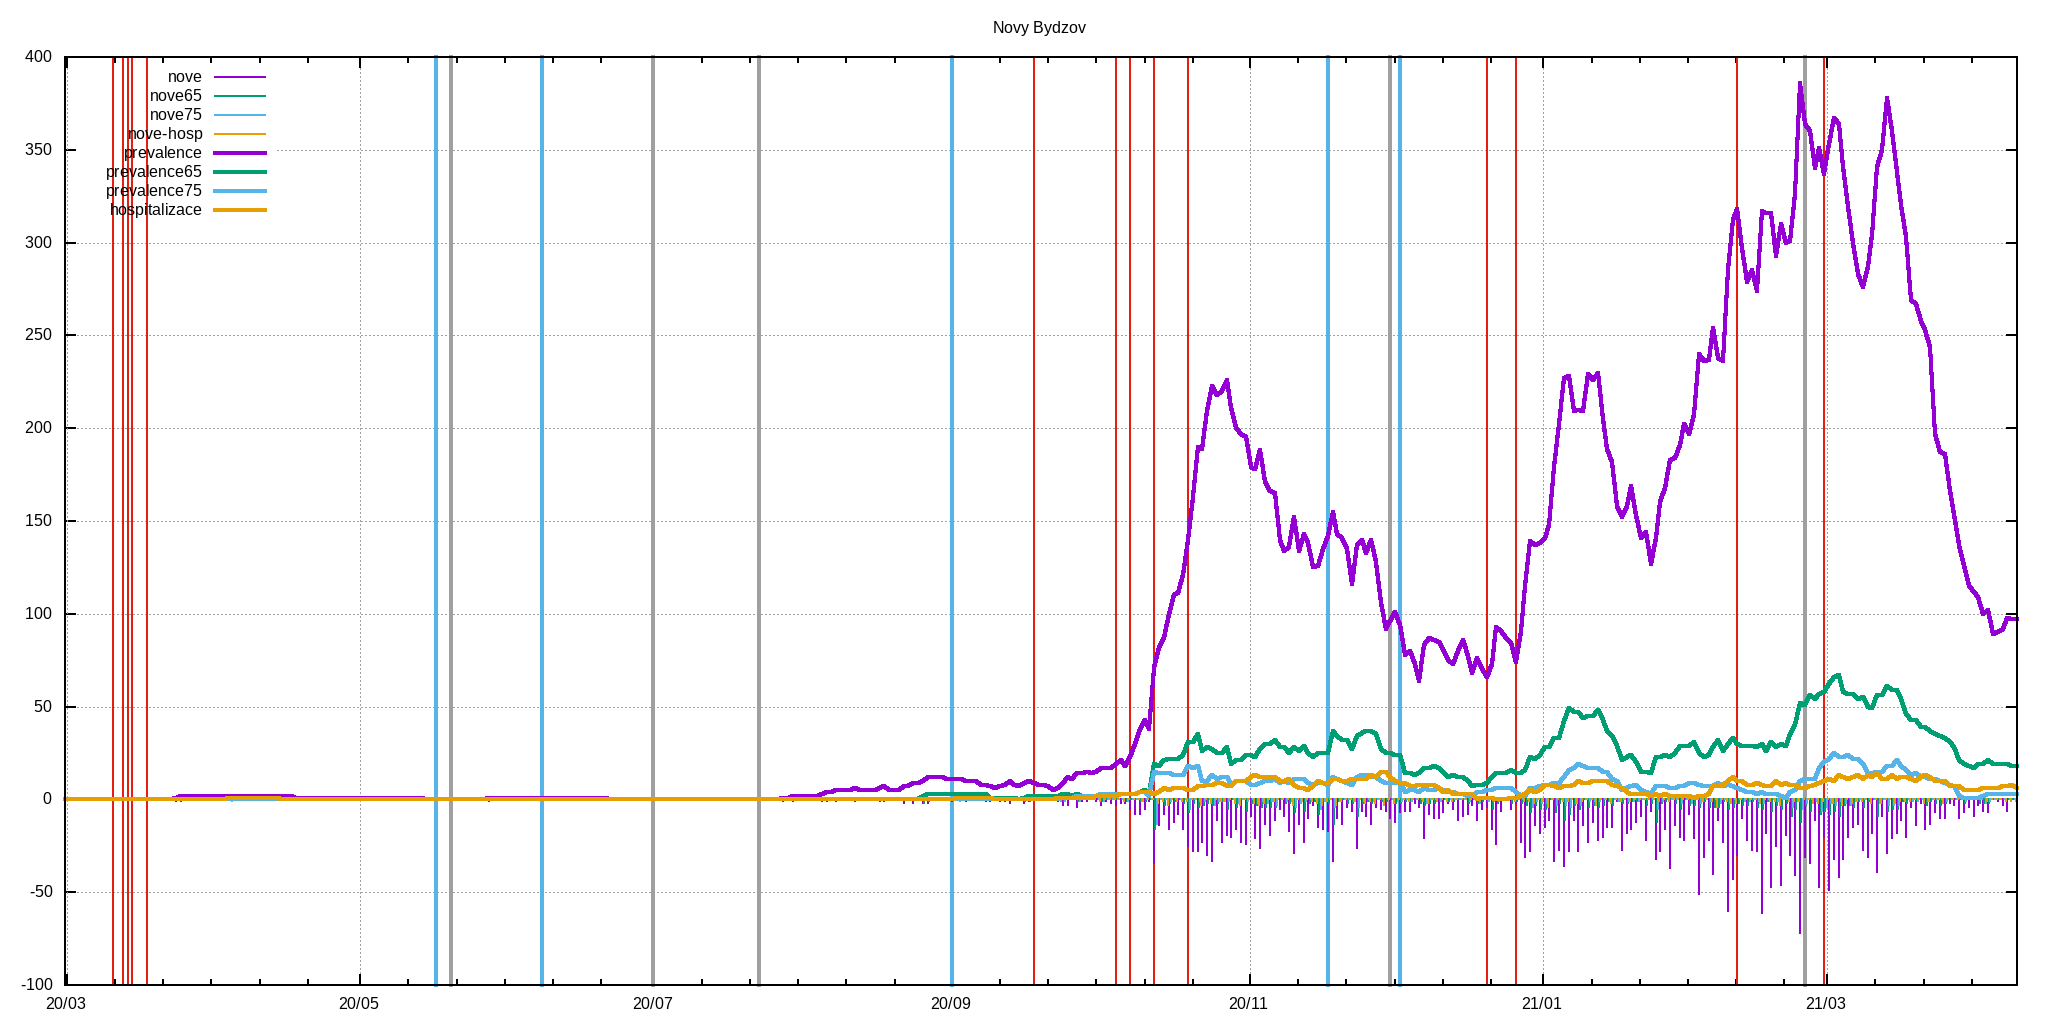 Novy Bydzov
400
350
300
250
200
150
100
50
0
-50
-100
nove
nove65
nove75
nove-hosp
prevalence
prevalence65
prevalence75
hospitalizace
20/03 20/05 20/07 20/09 20/11 21/01 21/03